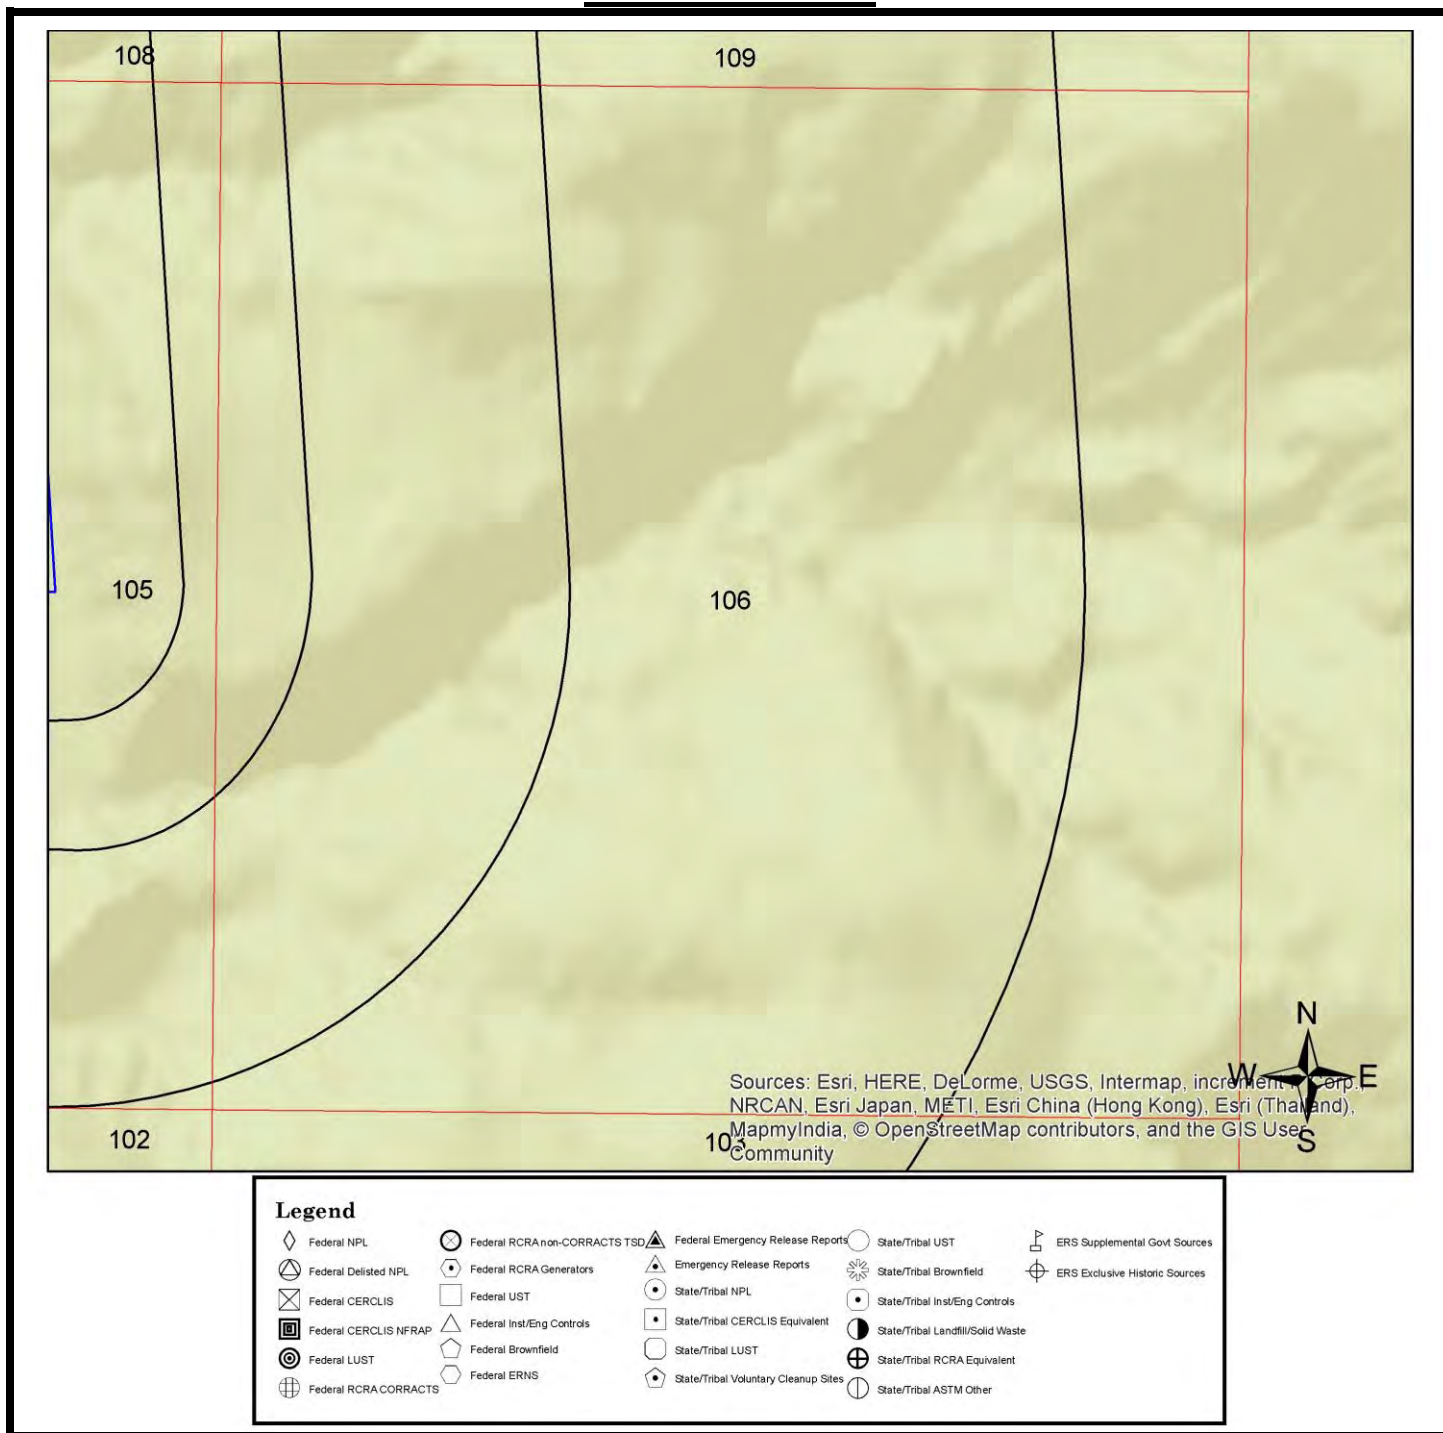 108
109
105
106
Sources: Esri, HERE, DeLorme, USGS, Intermap, increment P Corp.,
NRCAN, Esri Japan, METI, Esri China (Hong Kong), Esri (Thailand),
MapmyIndia, © OpenStreetMap contributors, and the GIS User
Community
N
W
E
S
102
103
Legend
Federal NPL
Federal Delisted NPL
Federal CERCLIS
Federal CERCLIS NFRAP
Federal LUST
Federal RCRA CORRACTS
Federal RCRA non-CORRACTS TSD
Federal RCRA Generators
Federal UST
Federal Inst/Eng Controls
Federal Brownfield
Federal ERNS
Federal Emergency Release Reports
Emergency Release Reports
State/Tribal NPL
State/Tribal CERCLIS Equivalent
State/Tribal LUST
State/Tribal Voluntary Cleanup Sites
State/Tribal UST
State/Tribal Brownfield
State/Tribal Inst/Eng Controls
State/Tribal Landfill/Solid Waste
State/Tribal RCRA Equivalent
State/Tribal ASTM Other
ERS Supplemental Govt Sources
ERS Exclusive Historic Sources